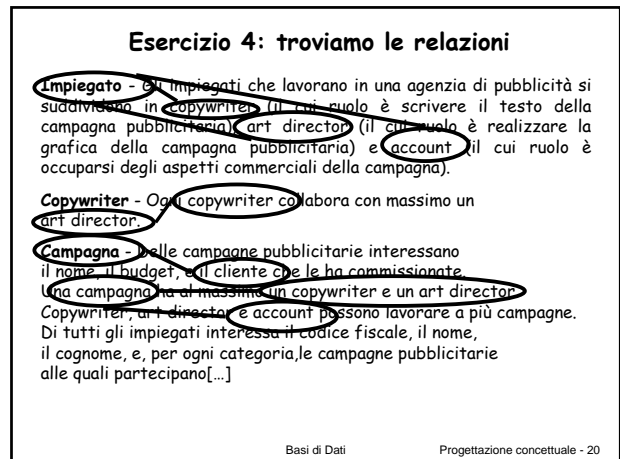 Esercizio 4: troviamo le relazioni
Impiegato - Gli impiegati che lavorano in una agenzia di pubblicità si
suddividono in copywriter (il cui ruolo è scrivere il testo della
campagna pubblicitaria), art director (il cui ruolo è realizzare la
grafica della campagna pubblicitaria) e account (il cui ruolo è
occuparsi degli aspetti commerciali della campagna).
Copywriter - Ogni copywriter collabora con massimo un
art director.
Campagna - Delle campagne pubblicitarie interessano
il nome, il budget, e il cliente che le ha commissionate.
Una campagna ha al massimo un copywriter e un art director.
Copywriter, art director e account possono lavorare a più campagne.
Di tutti gli impiegati interessa il codice fiscale, il nome,
il cognome, e, per ogni categoria,le campagne pubblicitarie
alle quali partecipano[...]
Basi di Dati Progettazione concettuale - 20